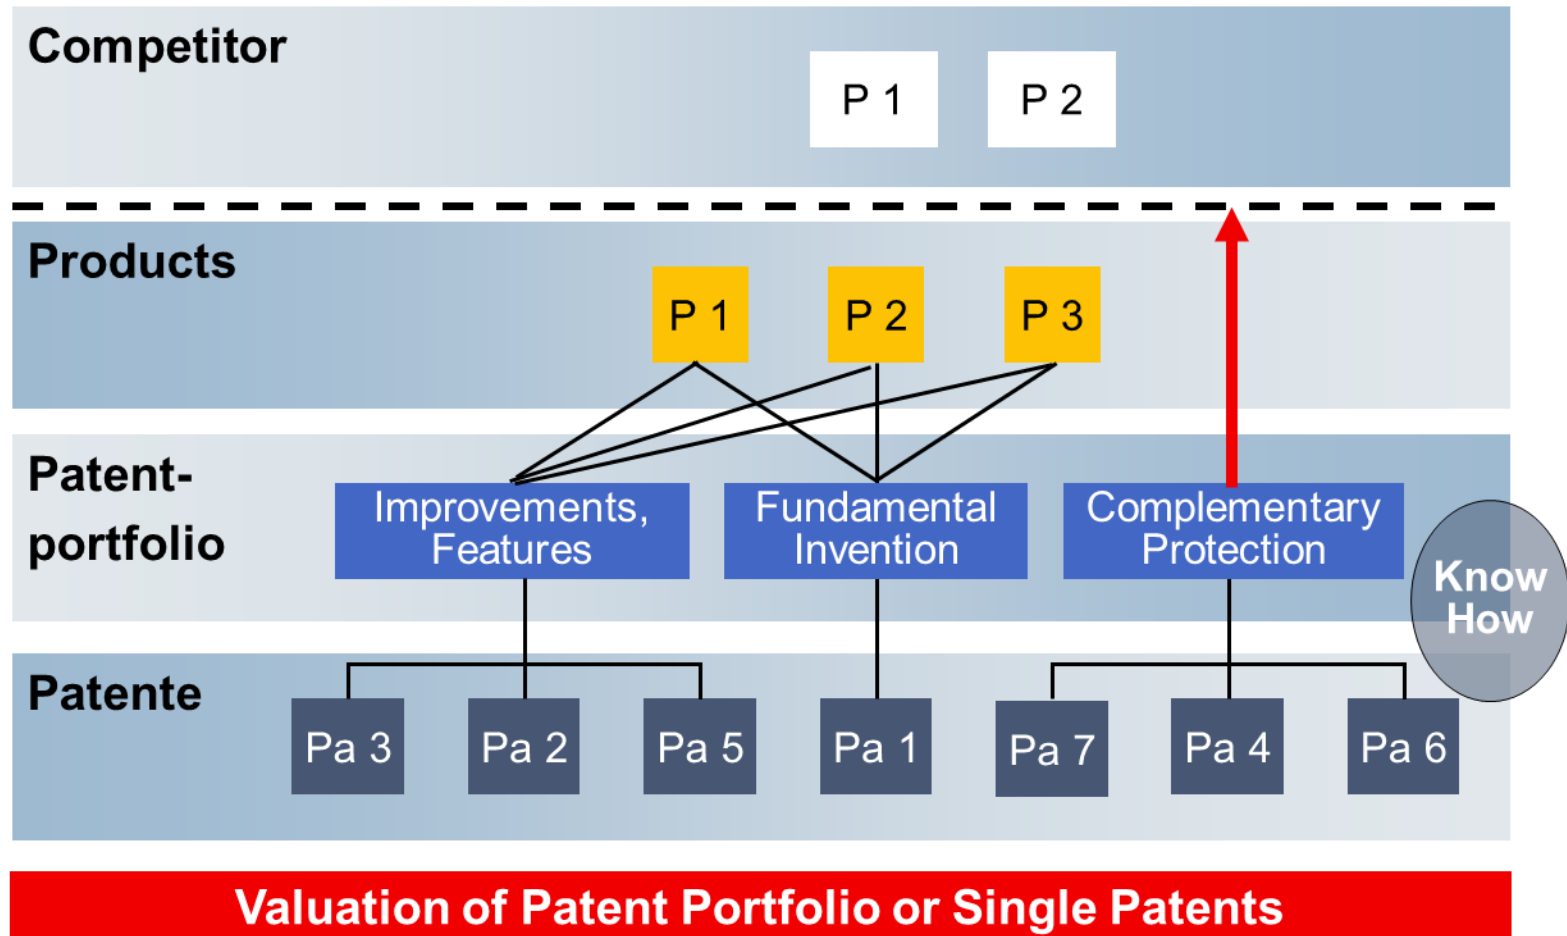 Competitor
P 1
P 2
Products
P 1
P 2
P 3
Patent-
portfolio
Improvements,
Features
Fundamental
Invention
Complementary
Protection
Know
How
Patente
Pa 3
Pa 2
Pa 5
Pa 1
Pa 7
Pa 4
Pa 6
Valuation of Patent Portfolio or Single Patents